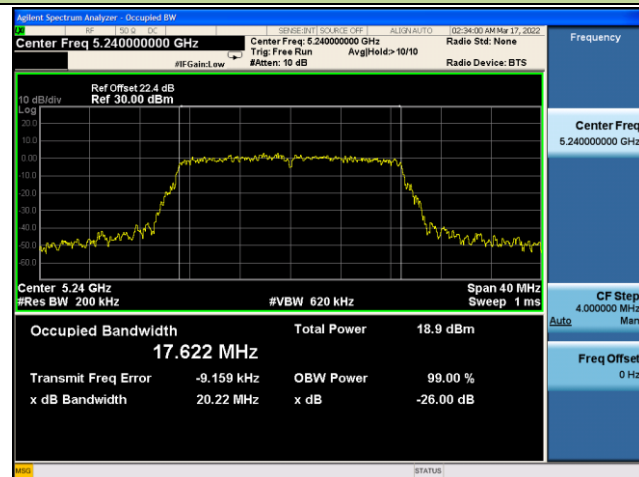 Agilent Spectrum Analyzer - Occupied BW
RF 50 Ω DC SENSE:INT SOURCE OFF ALIGN AUTO 02:34:00 AM Mar 17, 2022
Center Freq 5.240000000 GHz Center Freq: 5.240000000 GHz Radio Std: None
Trig: Free Run Avg|Hold:>10/10
#IFGain:Low #Atten: 10 dB Radio Device: BTS
Ref Offset 22.4 dB
10 dB/div Ref 30.00 dBm
Log
20.0
10.0
0.00
-10.0
-20.0
-30.0
-40.0
-50.0
-60.0
Center 5.24 GHz Span 40 MHz
#Res BW 200 kHz #VBW 620 kHz Sweep 1 ms
Occupied Bandwidth Total Power 18.9 dBm
17.622 MHz
Transmit Freq Error -9.159 kHz OBW Power 99.00 %
x dB Bandwidth 20.22 MHz x dB -26.00 dB
MSG STATUS
Frequency
Center Freq
5.240000000 GHz
CF Step
4.000000 MHz
Auto Man
Freq Offset
0 Hz